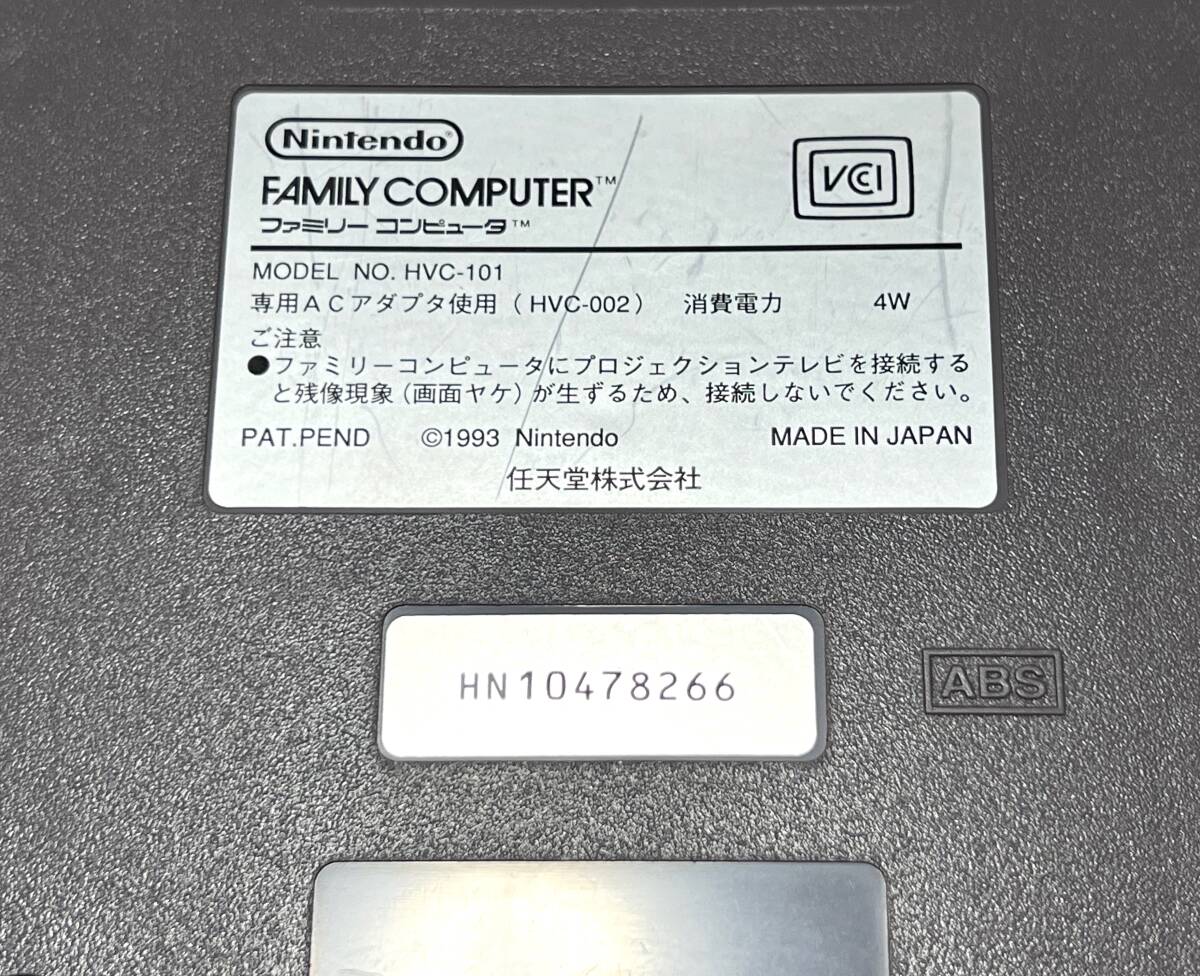 Nintendo®
FAMILY COMPUTER™
ファミリー コンピュータ™
VCCI
MODEL NO. HVC-101
専用ACアダプタ使用(HVC-002) 消費電力 4W
ご注意
●ファミリーコンピュータにプロジェクションテレビを接続する
と残像現象(画面ヤケ)が生ずるため、接続しないでください。
PAT.PEND ©1993 Nintendo MADE IN JAPAN
任天堂株式会社
HN10478266
ABS